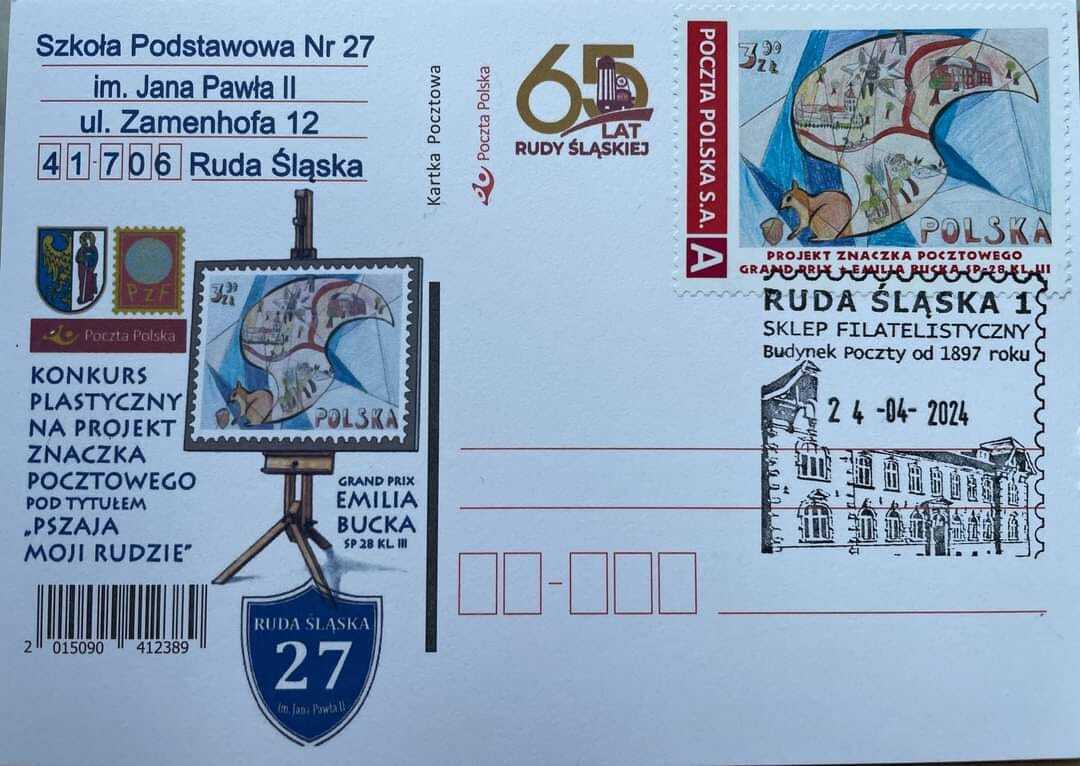 Szkoła Podstawowa Nr 27
im. Jana Pawła II
ul. Zamenhofa 12
41-706 Ruda Śląska
PZF
Poczta Polska
KONKURS
PLASTYCZNY
NA PROJEKT
ZNACZKA
POCZTOWEGO
POD TYTUŁEM
„PSZAJA
MOJI RUDZIE"
3 90
ZŁ
POLSKA
GRAND PRIX
EMILIA
BUCKA
SP 28 KL. III
2 015090 412389
RUDA ŚLĄSKA
27
im. Jana Pawła II
Kartka Pocztowa
Poczta Polska
65
LAT
RUDY ŚLĄSKIEJ
POCZTA POLSKA S.A. A
3 90
ZŁ
POLSKA
PROJEKT ZNACZKA POCZTOWEGO
GRAND PRIX - EMILIA BUCKA SP-28 KL. III
RUDA ŚLĄSKA 1
SKLEP FILATELISTYCZNY
Budynek Poczty od 1897 roku
24 -04- 2024